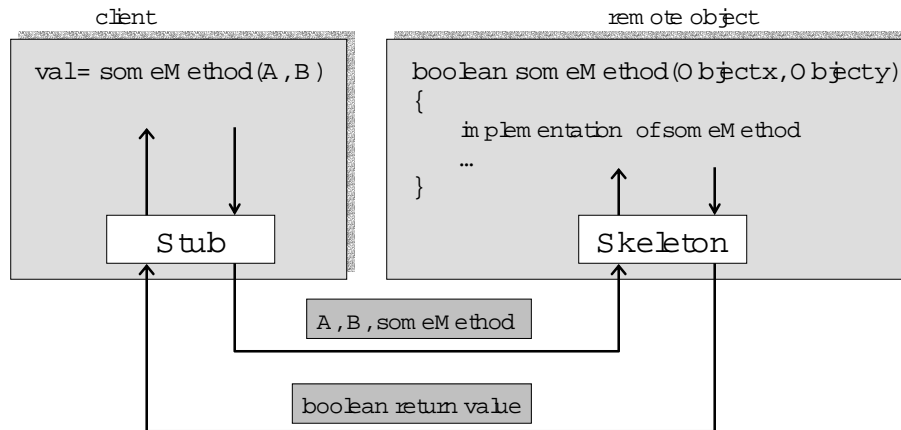 client
remote object
val = someMethod(A,B)
boolean someMethod(Object x, Object y)
{
implementation of someMethod
...
}
Stub
Skeleton
A, B, someMethod
boolean return value